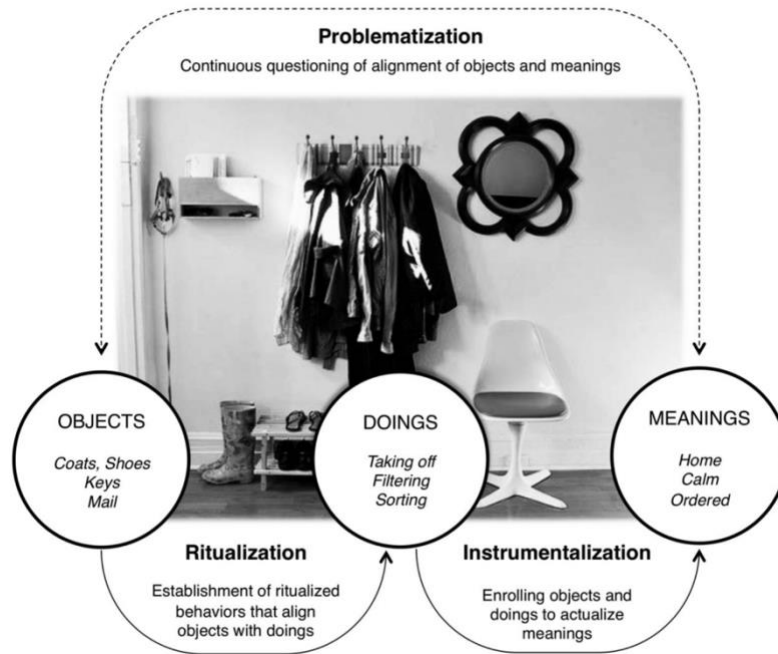 Problematization
Continuous questioning of alignment of objects and meanings
OBJECTS
Coats, Shoes
Keys
Mail
DOINGS
Taking off
Filtering
Sorting
MEANINGS
Home
Calm
Ordered
Ritualization
Establishment of ritualized
behaviors that align
objects with doings
Instrumentalization
Enrolling objects and
doings to actualize
meanings